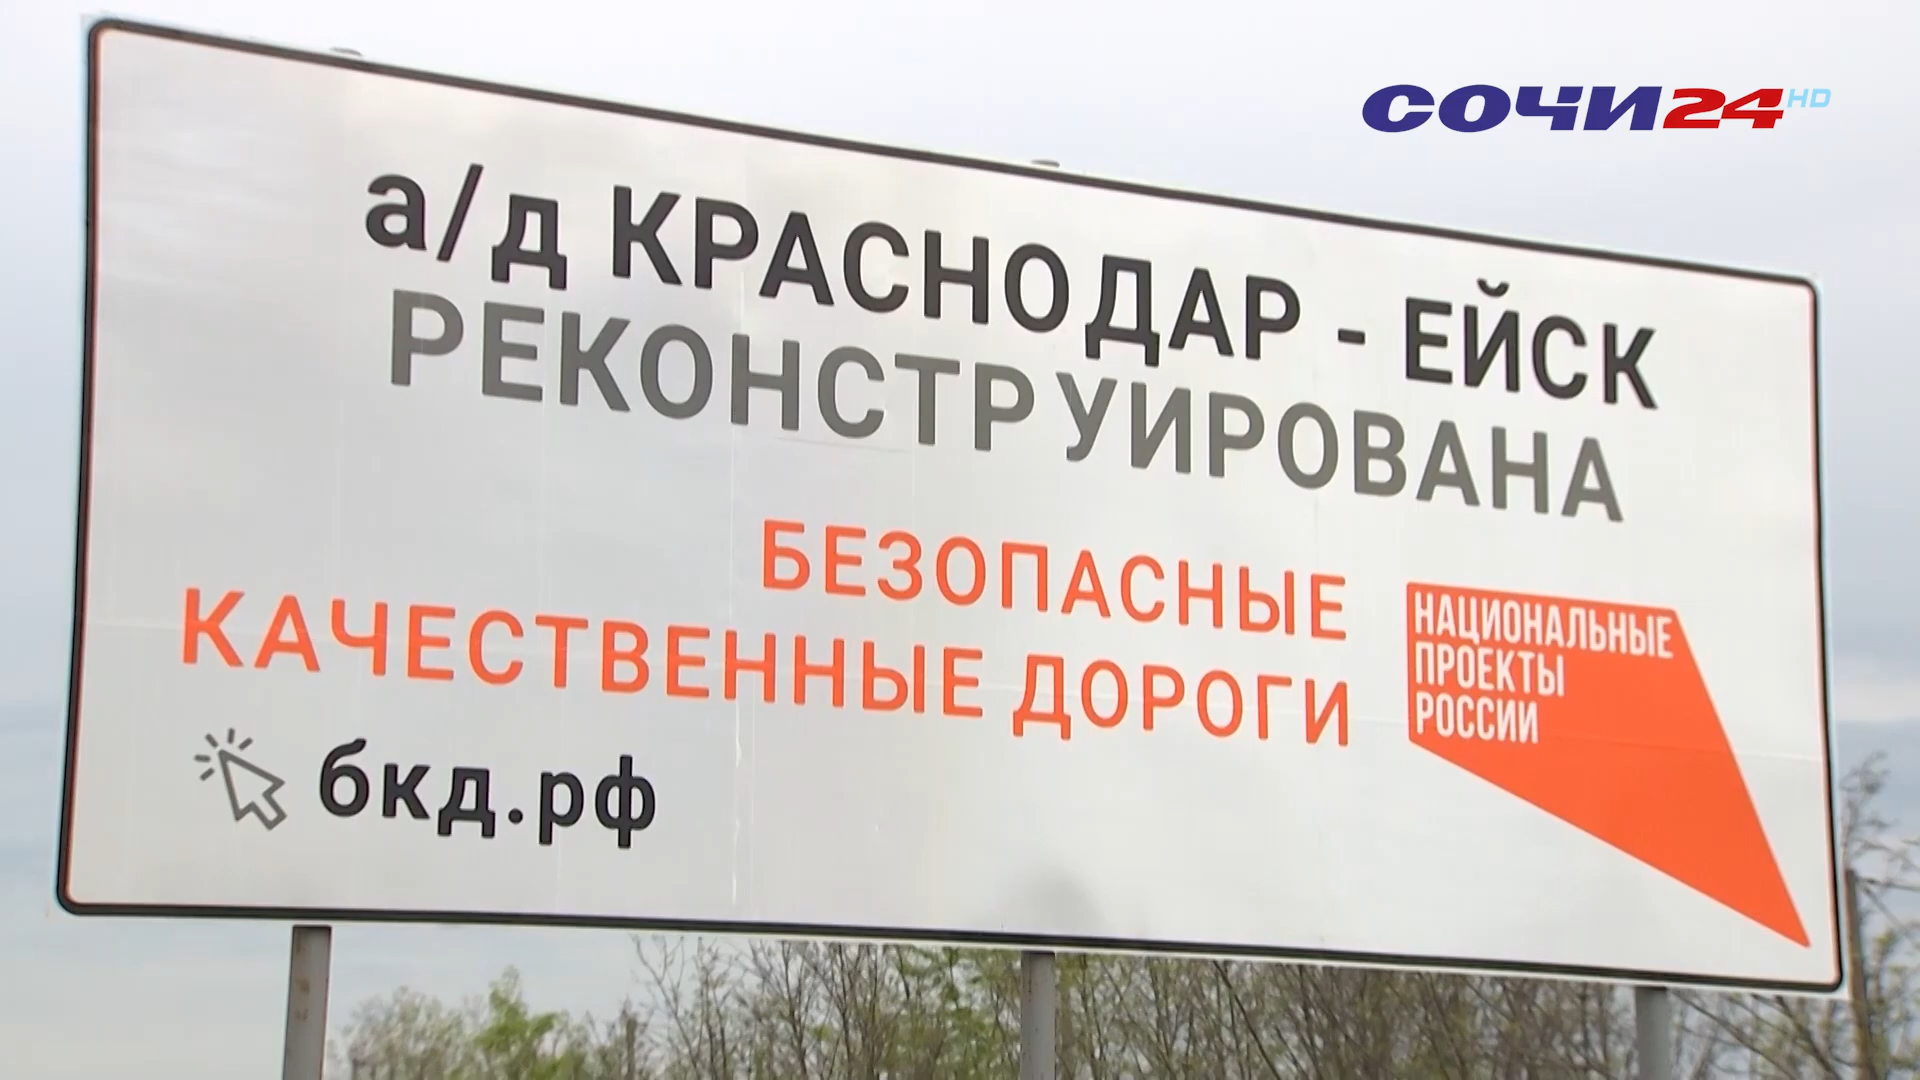 СОЧИ24 HD
а/д КРАСНОДАР - ЕЙСК
РЕКОНСТРУИРОВАНА
БЕЗОПАСНЫЕ
КАЧЕСТВЕННЫЕ ДОРОГИ
НАЦИОНАЛЬНЫЕ
ПРОЕКТЫ
РОССИИ
бкд.рф